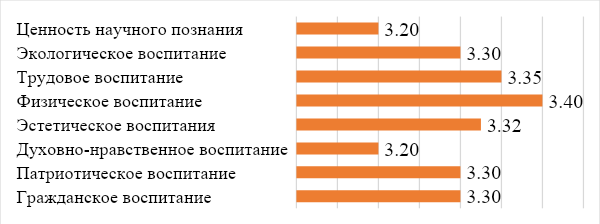 Ценность научного познания 3.20
Экологическое воспитание 3.30
Трудовое воспитание 3.35
Физическое воспитание 3.40
Эстетическое воспитания 3.32
Духовно-нравственное воспитание 3.20
Патриотическое воспитание 3.30
Гражданское воспитание 3.30